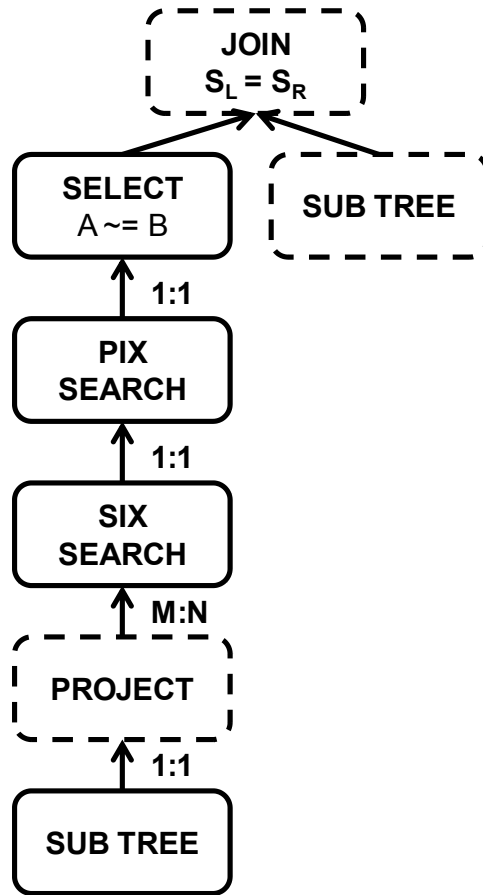 JOIN
S_L = S_R
SELECT
A ~= B
SUB TREE
1:1
PIX
SEARCH
1:1
SIX
SEARCH
M:N
PROJECT
1:1
SUB TREE